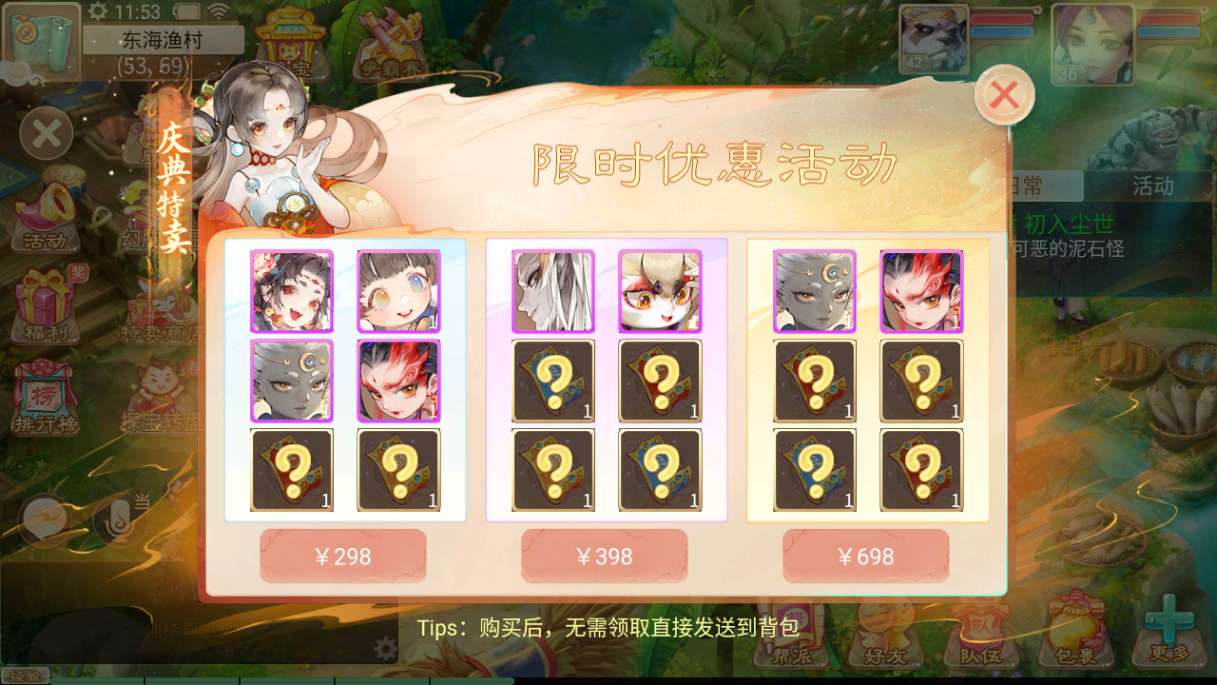 11:53
东海渔村
(53, 69)
42
36
庆典特卖
限时优惠活动
日常
活动
初入尘世
可恶的泥石怪
活动
奖
福利
榜
排行榜
当
1
1
1
1
1
1
1
1
1
1
¥298
¥398
¥698
Tips：购买后，无需领取直接发送到背包
帮派
好友
队伍
包裹
更多